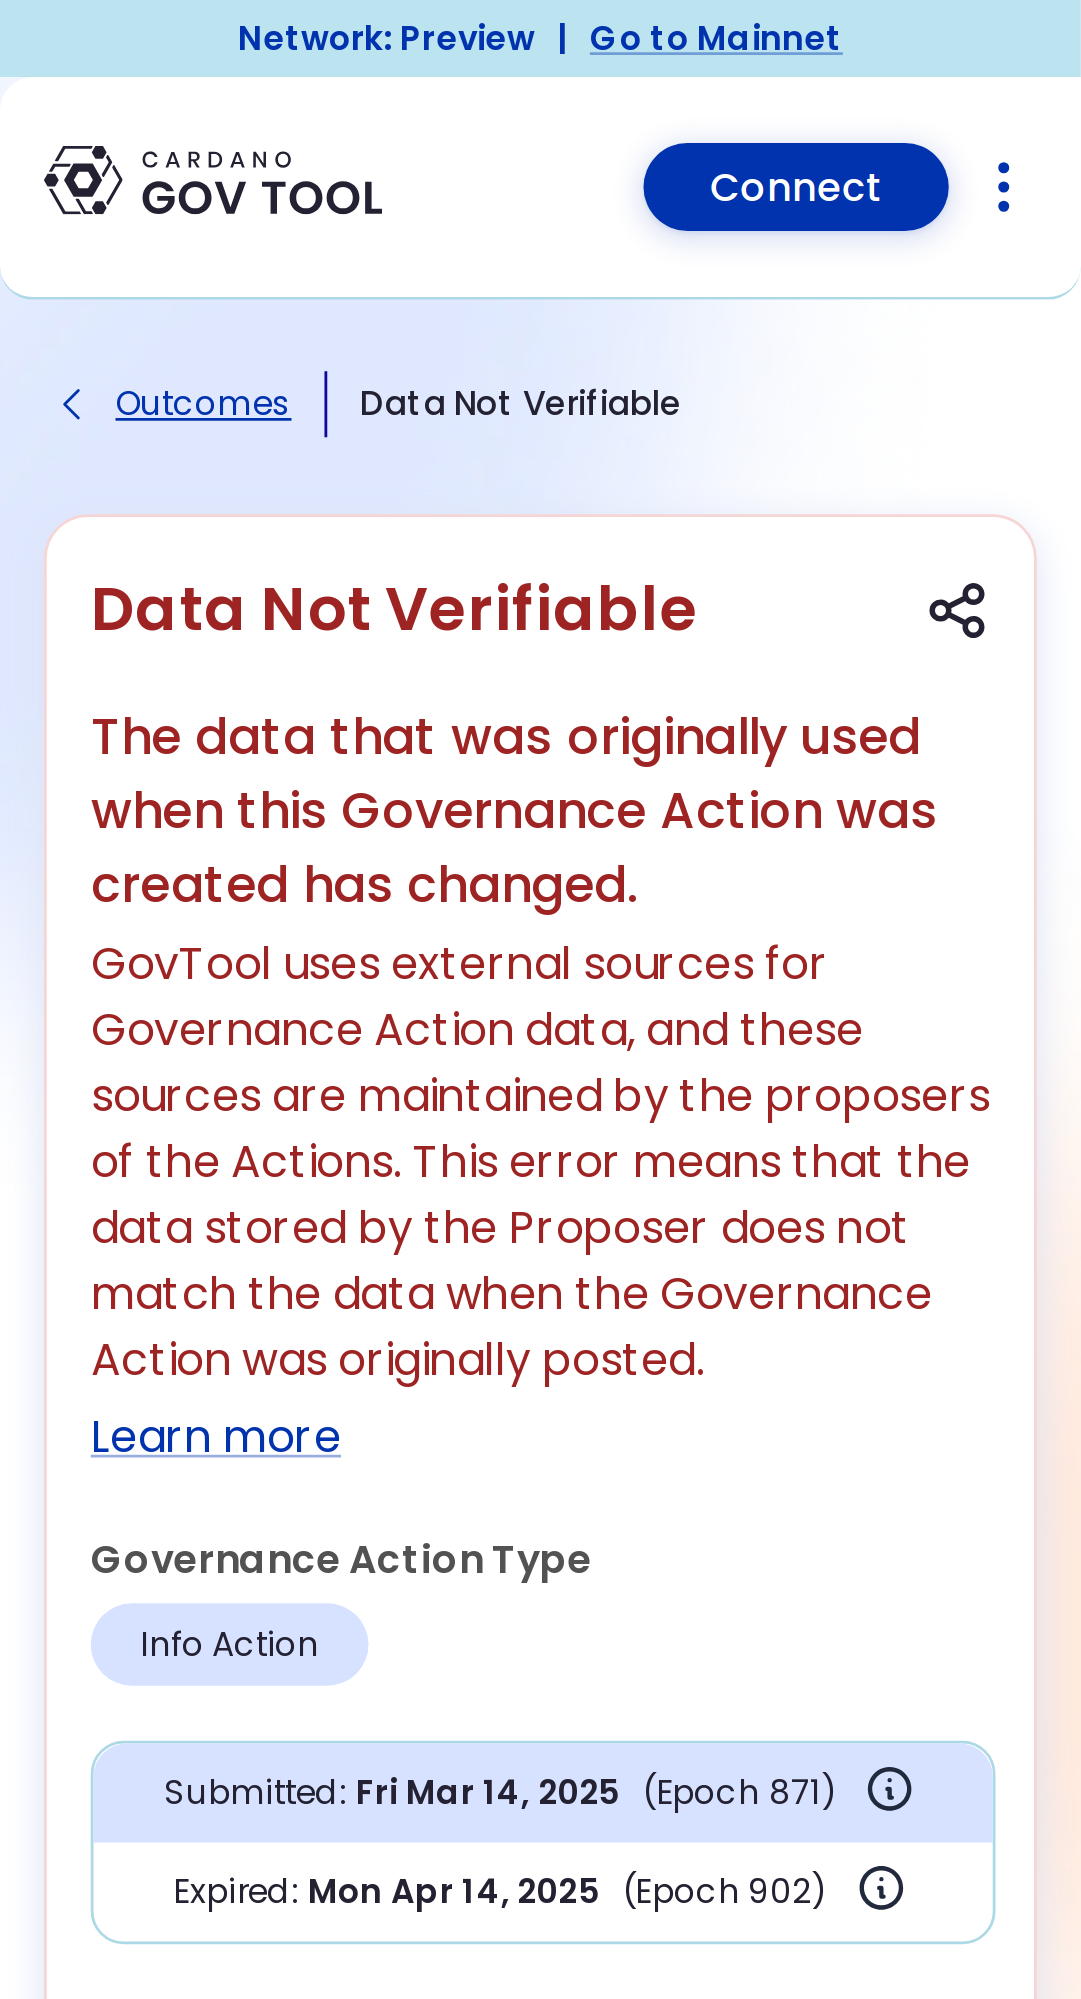 Network: Preview | Go to Mainnet
CARDANO
GOV TOOL
Connect
Outcomes
Data Not Verifiable
Data Not Verifiable
The data that was originally used
when this Governance Action was
created has changed.
GovTool uses external sources for
Governance Action data, and these
sources are maintained by the proposers
of the Actions. This error means that the
data stored by the Proposer does not
match the data when the Governance
Action was originally posted.
Learn more
Governance Action Type
Info Action
Submitted: Fri Mar 14, 2025 (Epoch 871)
Expired: Mon Apr 14, 2025 (Epoch 902)